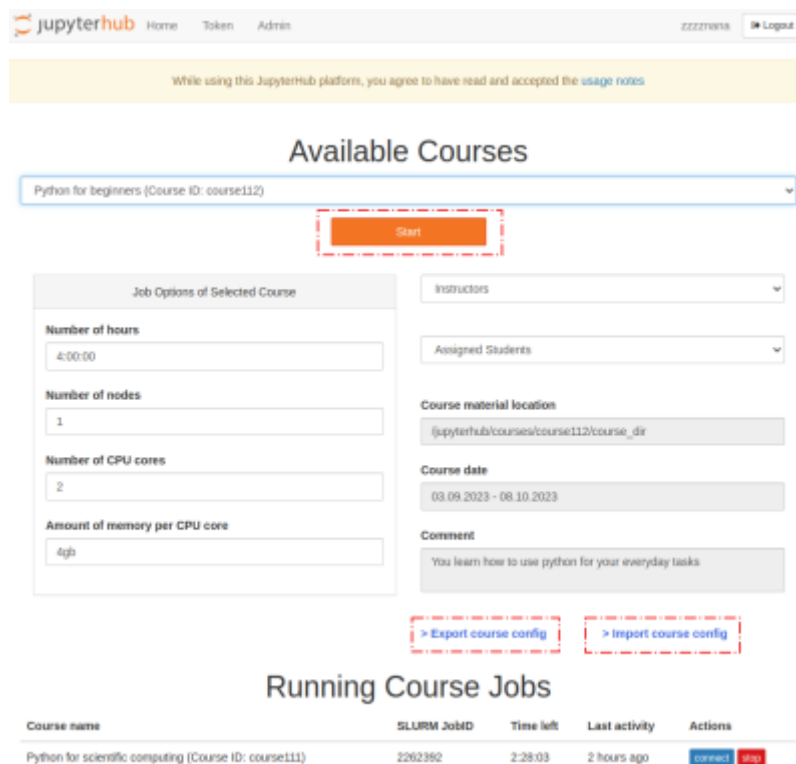 jupyterhub Home Token Admin zzzznana Logout
While using this JupyterHub platform, you agree to have read and accepted the usage notes
Available Courses
Python for beginners (Course ID: course112)
Start
Job Options of Selected Course
Number of hours
4:00:00
Number of nodes
1
Number of CPU cores
2
Amount of memory per CPU core
4gb
Instructors
Assigned Students
Course material location
/jupyterhub/courses/course112/course_dir
Course date
03.09.2023 - 08.10.2023
Comment
You learn how to use python for your everyday tasks
> Export course config > Import course config
Running Course Jobs
Course name SLURM JobID Time left Last activity Actions
Python for scientific computing (Course ID: course111) 2262392 2:28:03 2 hours ago connect stop